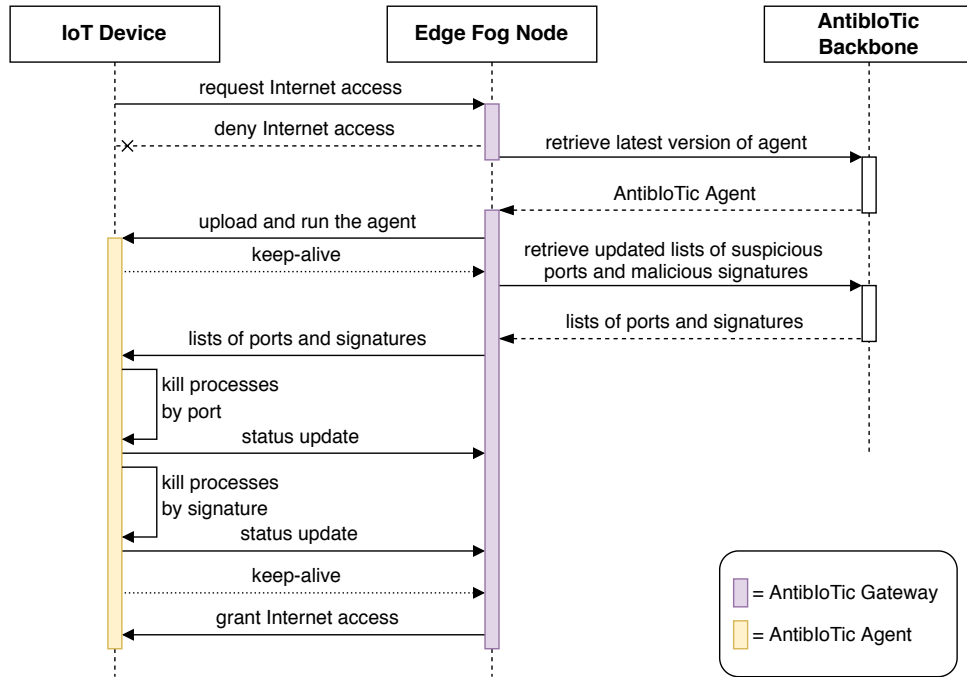 IoT Device
Edge Fog Node
AntibIoTic
Backbone
request Internet access
deny Internet access
retrieve latest version of agent
AntibIoTic Agent
upload and run the agent
keep-alive
retrieve updated lists of suspicious
ports and malicious signatures
lists of ports and signatures
lists of ports and signatures
kill processes
by port
status update
kill processes
by signature
status update
keep-alive
grant Internet access
= AntibIoTic Gateway
= AntibIoTic Agent